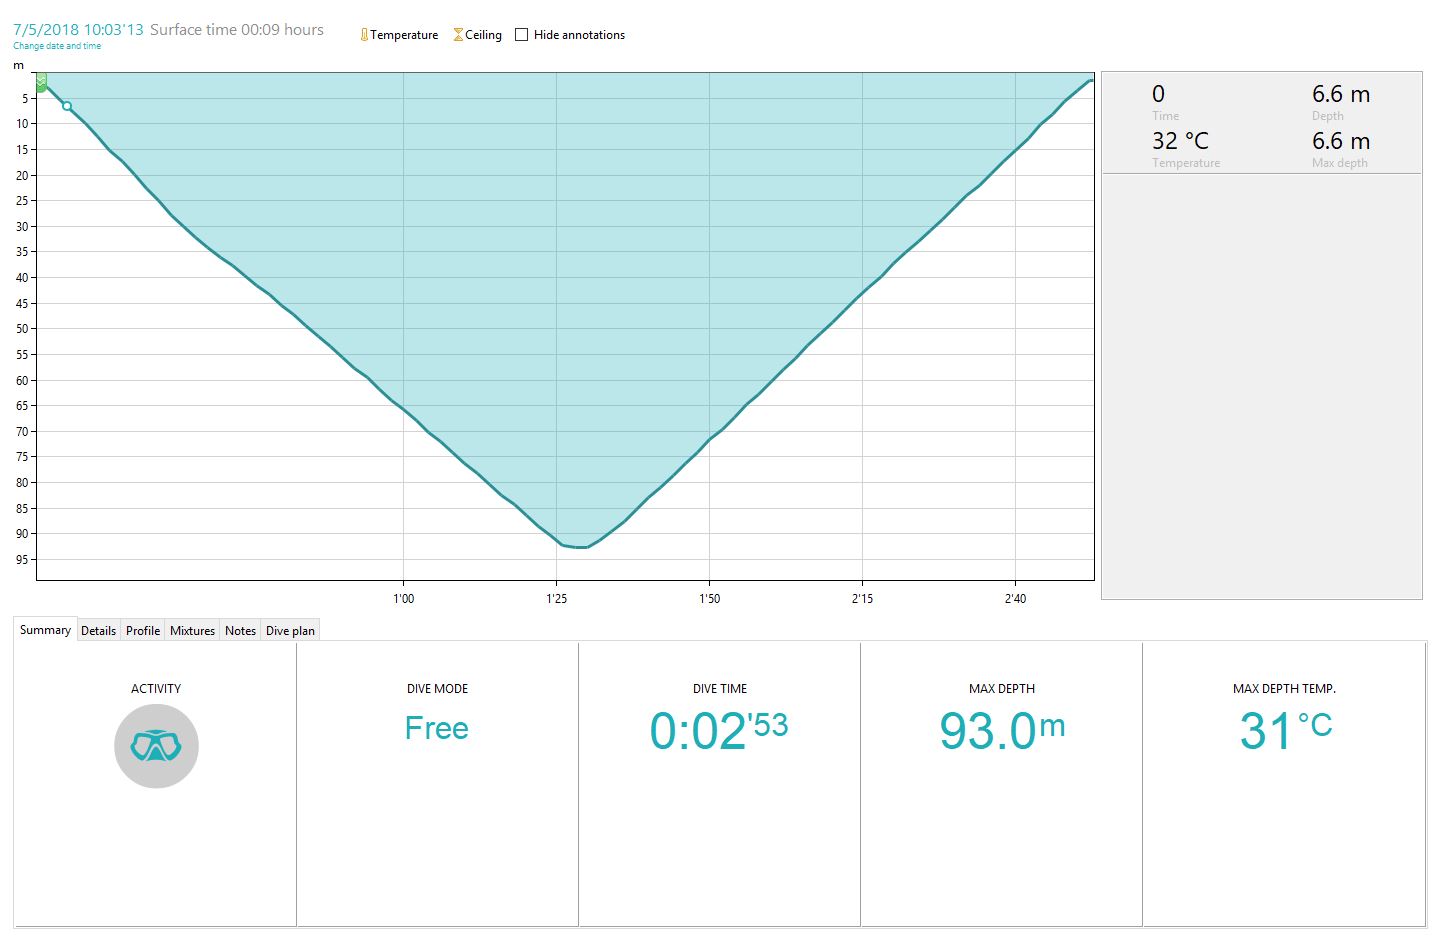 7/5/2018 10:03'13 Surface time 00:09 hours Temperature Ceiling Hide annotations
Change date and time
m
5
10
15
20
25
30
35
40
45
50
55
60
65
70
75
80
85
90
95
1'00 1'25 1'50 2'15 2'40
0 6.6 m
Time Depth
32 °C 6.6 m
Temperature Max depth
Summary Details Profile Mixtures Notes Dive plan
ACTIVITY DIVE MODE DIVE TIME MAX DEPTH MAX DEPTH TEMP.
Free 0:02'53 93.0m 31°C